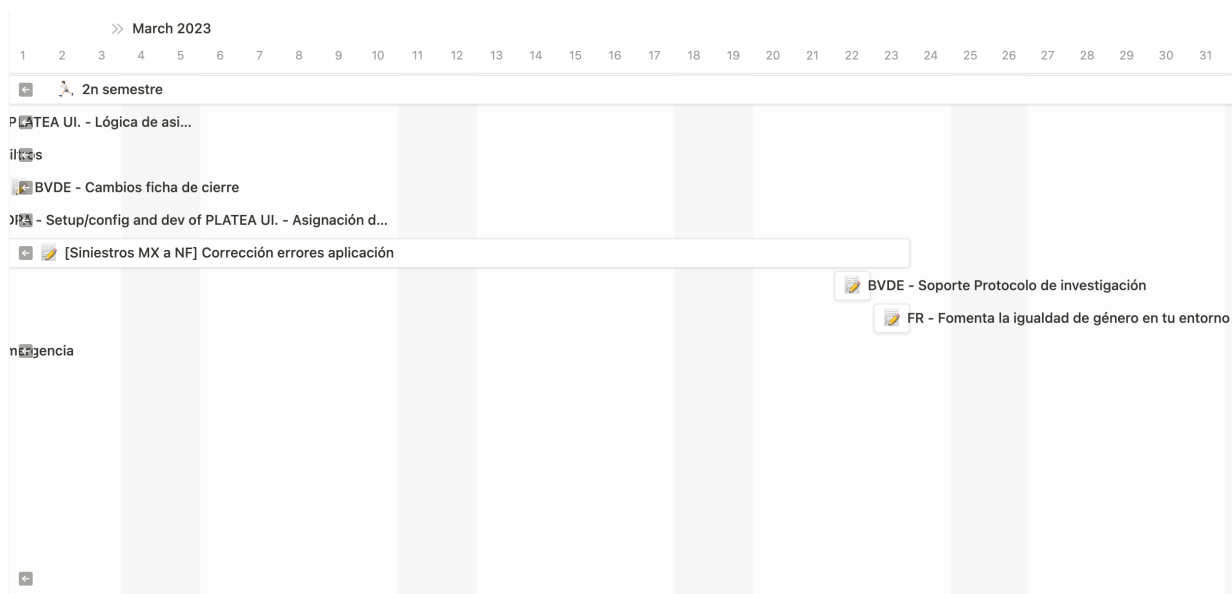 March 2023
1 2 3 4 5 6 7 8 9 10 11 12 13 14 15 16 17 18 19 20 21 22 23 24 25 26 27 28 29 30 31
2n semestre
PLATEA UI. - Lógica de asi...
BVDE - Cambios ficha de cierre
- Setup/config and dev of PLATEA UI. - Asignación d...
[Siniestros MX a NF] Corrección errores aplicación
BVDE - Soporte Protocolo de investigación
FR - Fomenta la igualdad de género en tu entorno